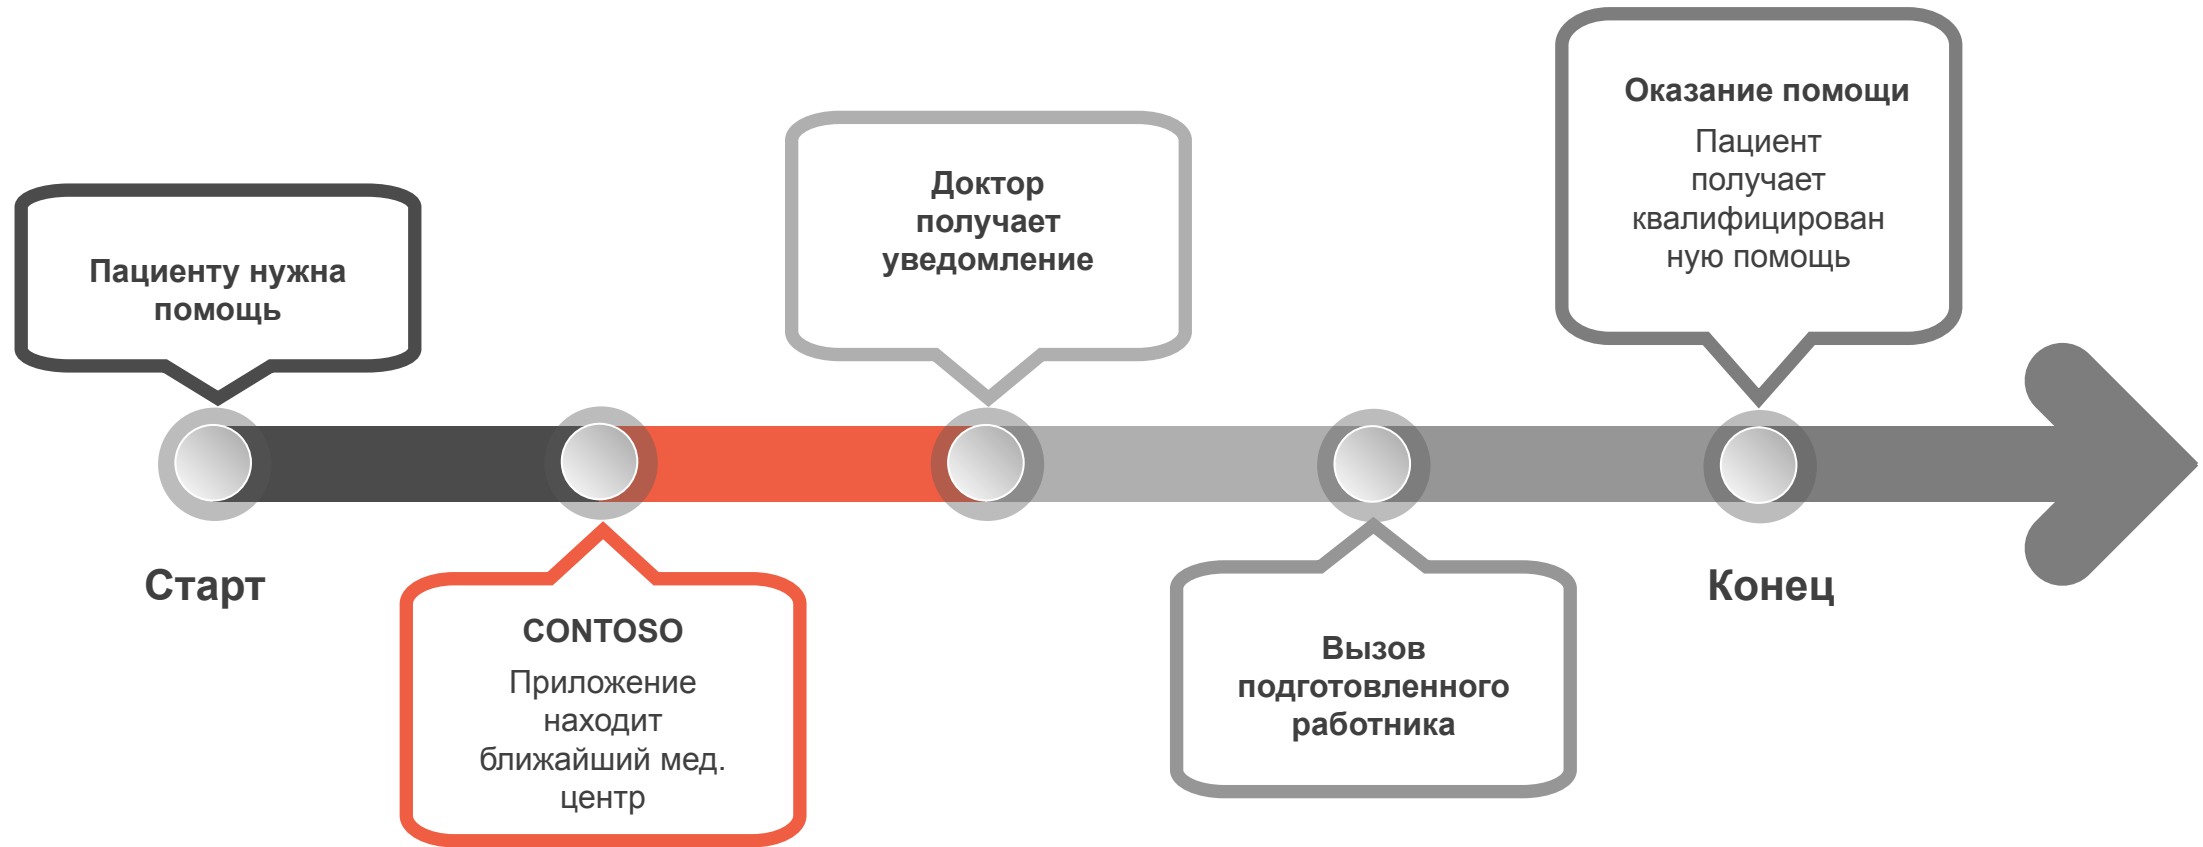 Пациенту нужна
помощь
Старт
CONTOSO
Приложение
находит
ближайший мед.
центр
Доктор
получает
уведомление
Вызов
подготовленного
работника
Оказание помощи
Пациент
получает
квалифицирован
ную помощь
Конец